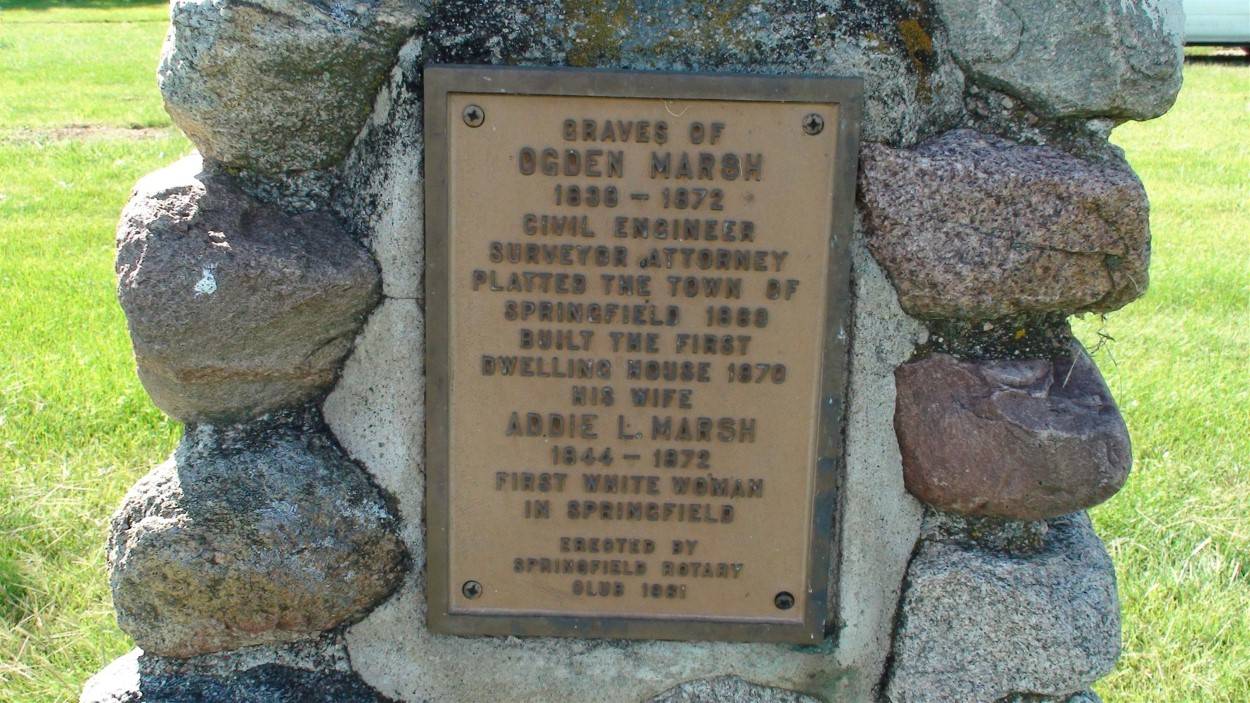 GRAVES OF
OGDEN MARSH
1838 – 1872
CIVIL ENGINEER
SURVEYOR ATTORNEY
PLATTED THE TOWN OF
SPRINGFIELD 1869
BUILT THE FIRST
DWELLING HOUSE 1870
HIS WIFE
ADDIE L. MARSH
1844 – 1872
FIRST WHITE WOMAN
IN SPRINGFIELD
ERECTED BY
SPRINGFIELD ROTARY
CLUB 1961